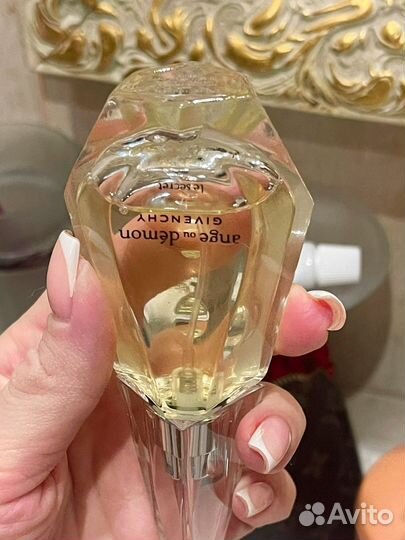 ange ou démon
le secret
GIVENCHY
Avito